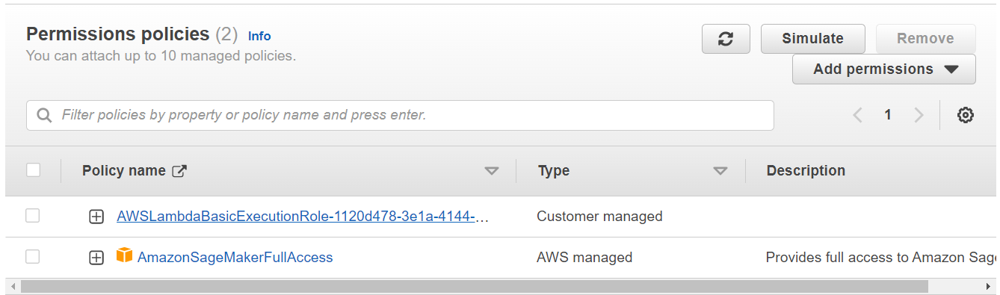 Permissions policies (2) Info
You can attach up to 10 managed policies.
Simulate
Remove
Add permissions
Filter policies by property or policy name and press enter.
1
Policy name
Type
Description
AWSLambdaBasicExecutionRole-1120d478-3e1a-4144-...
Customer managed
AmazonSageMakerFullAccess
AWS managed
Provides full access to Amazon Sage